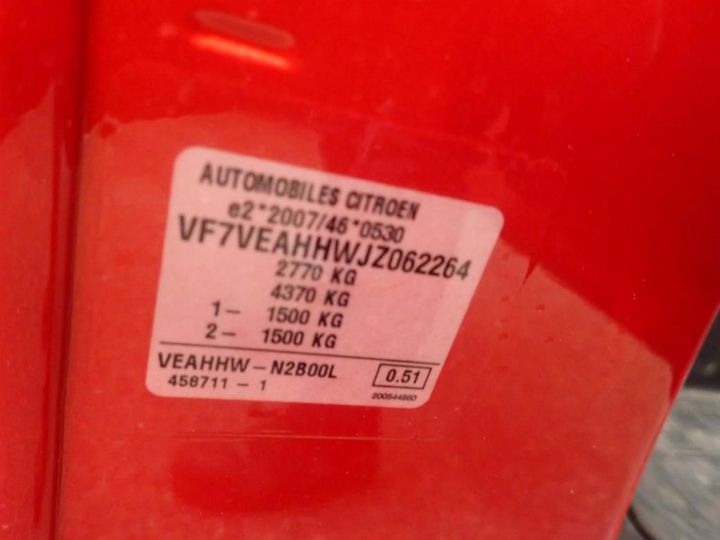 AUTOMOBILES CITROEN
e2*2007/46*0530
VF7VEAHHWJZ062264
2770 KG
4370 KG
1- 1500 KG
2- 1500 KG
VEAHHW-N2B00L 0.51
458711-1 200544860